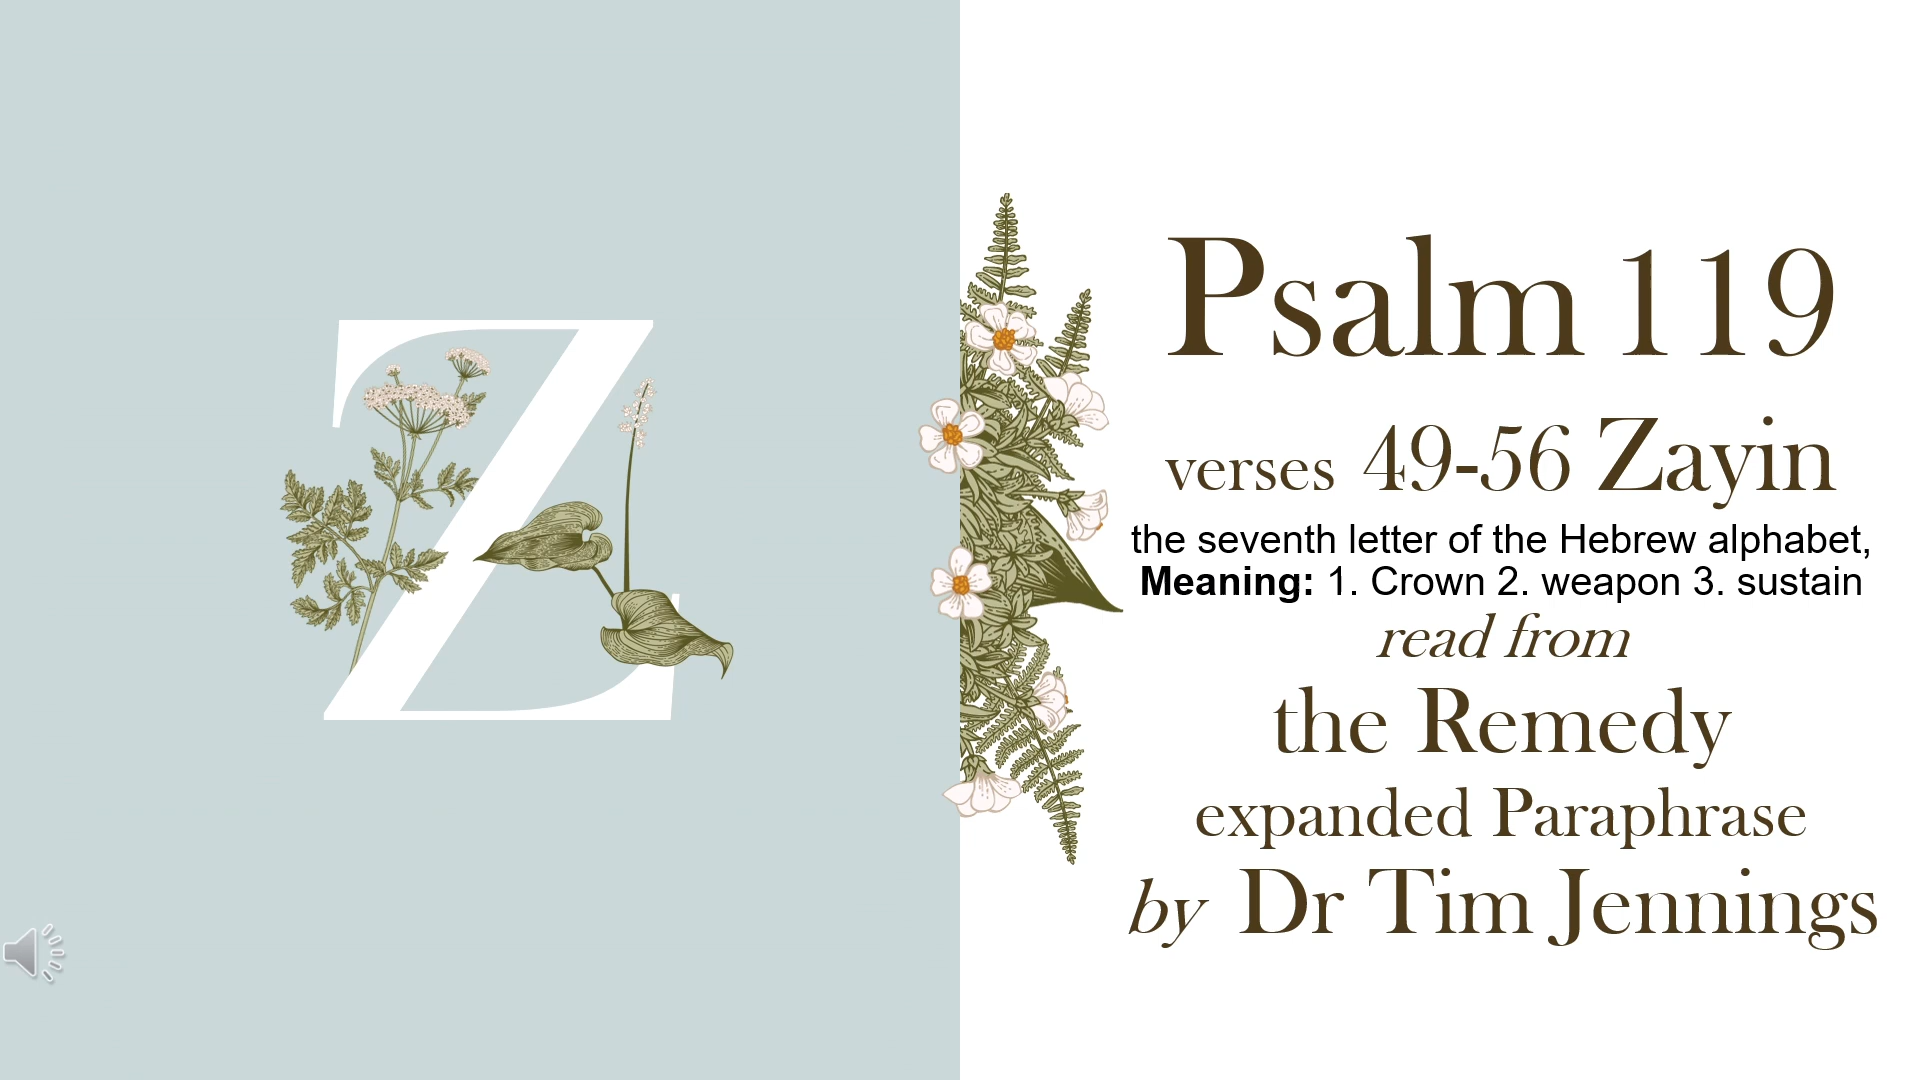 Z
Psalm 119
verses 49-56 Zayin
the seventh letter of the Hebrew alphabet,
Meaning: 1. Crown 2. weapon 3. sustain
read from
the Remedy
expanded Paraphrase
by Dr Tim Jennings